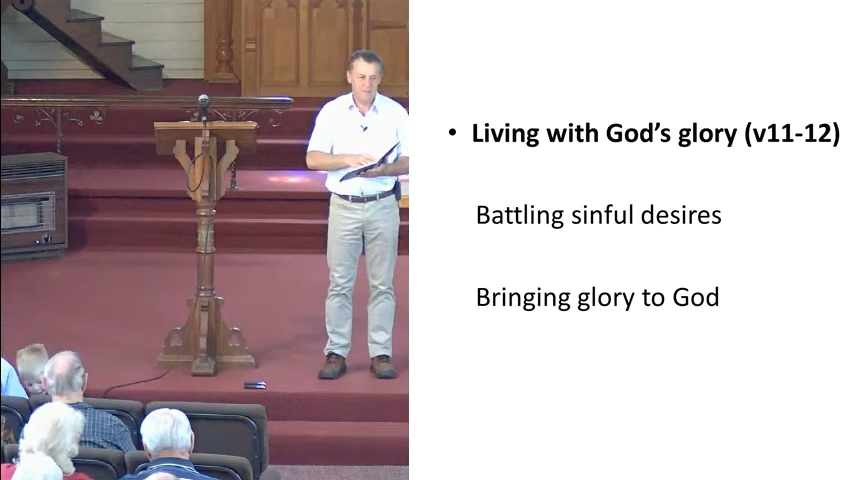 • Living with God's glory (v11-12)
Battling sinful desires
Bringing glory to God